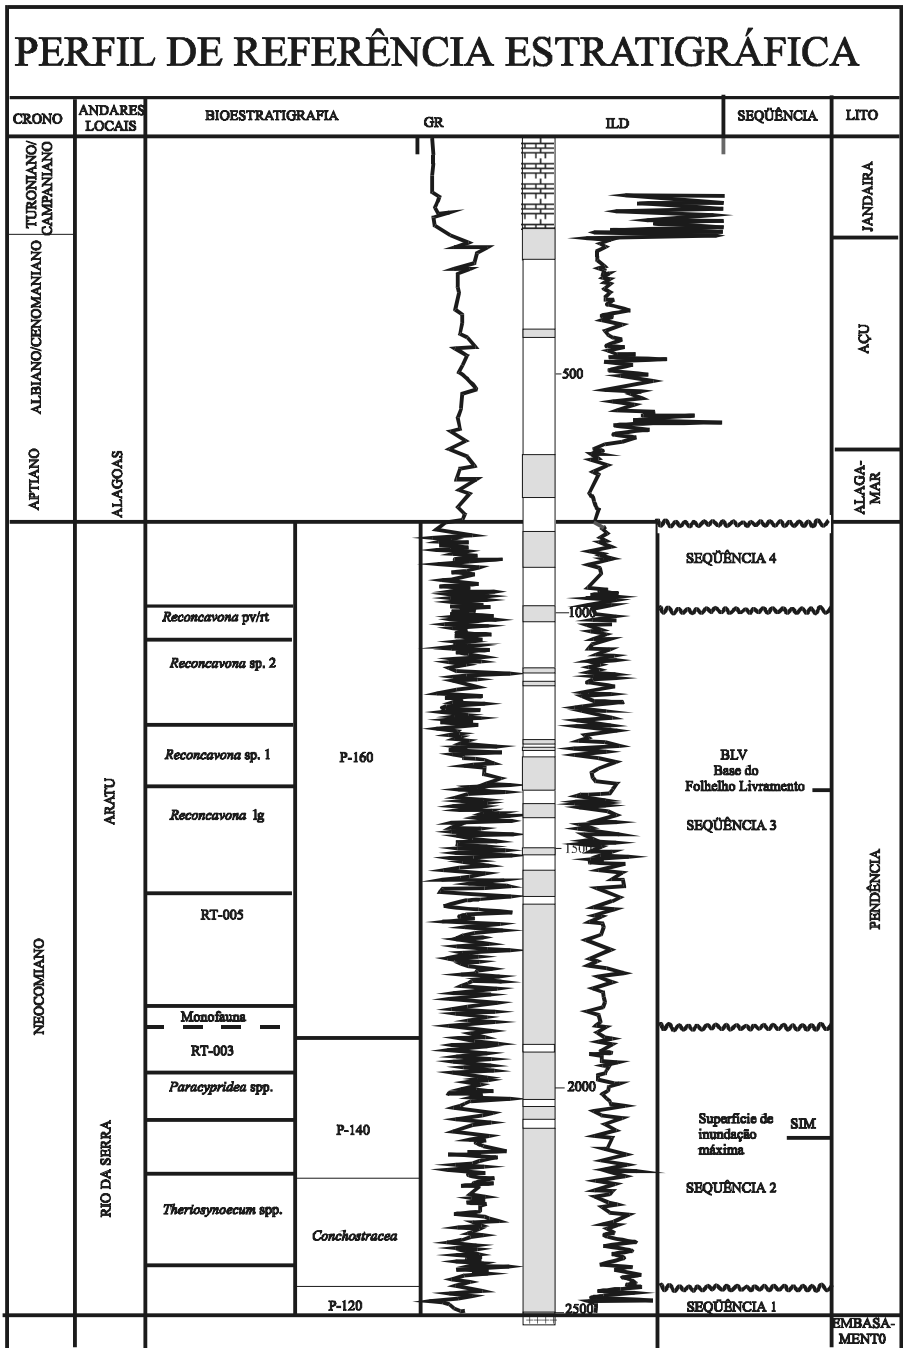 PERFIL DE REFERÊNCIA ESTRATIGRÁFICA
CRONO
ANDARES
LOCAIS
BIOESTRATIGRAFIA
GR
ILD
SEQÜÊNCIA
LITO
TURONIANO/
CAMPANIANO
JANDAIRA
ALBIANO/CENOMANIANO
AÇU
500
APTIANO
ALAGOAS
ALAGA-
MAR
SEQÜÊNCIA 4
Reconcavona pv/rt
1000
Reconcavona sp. 2
Reconcavona sp. 1
P-160
BLV
Base do
Folhelho Livramento
ARATU
Reconcavona lg
SEQÜÊNCIA 3
1500
PENDÊNCIA
RT-005
NEOCOMIANO
Monofauna
RT-003
Paracypridea spp.
2000
P-140
Superfície de
inundação
máxima
SIM
RIO DA SERRA
SEQUÊNCIA 2
Theriosynoecum spp.
Conchostracea
P-120
2500
SEQÜÊNCIA 1
EMBASA-
MENT0